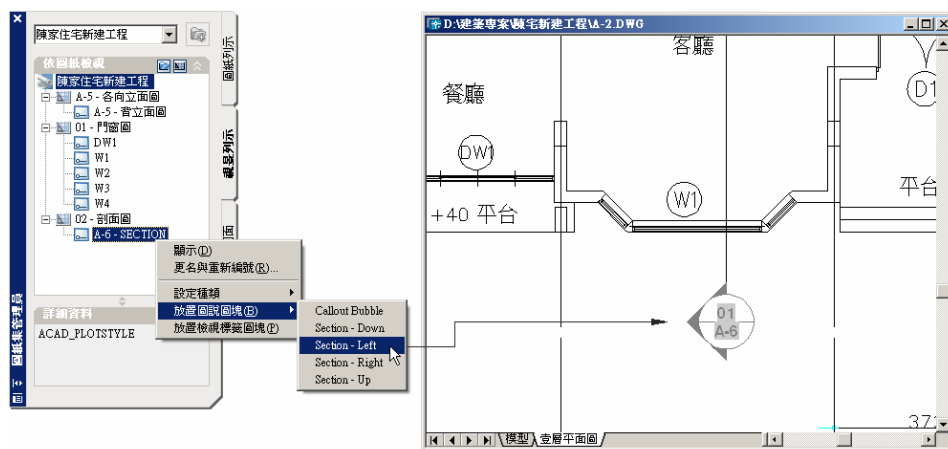 陳家住宅新建工程
依圖紙檢視
陳家住宅新建工程
A-5 - 各向立面圖
A-5 - 背立面圖
01 - 門窗圖
DW1
W1
W2
W3
W4
02 - 剖面圖
A-6 - SECTION
圖紙列示
視景列示
顯示(D)
更名與重新編號(R)...
設定種類
放置圖說圖塊(B)
放置檢視標籤圖塊(P)
Callout Bubble
Section - Down
Section - Left
Section - Right
Section - Up
詳細資料
ACAD_PLOTSTYLE
圖紙集管理員
D:\建築專案\陳宅新建工程\A-2.DWG
客廳
餐廳
D1
DW1
W1
平台
+40 平台
01
A-6
373
模型
壹層平面圖